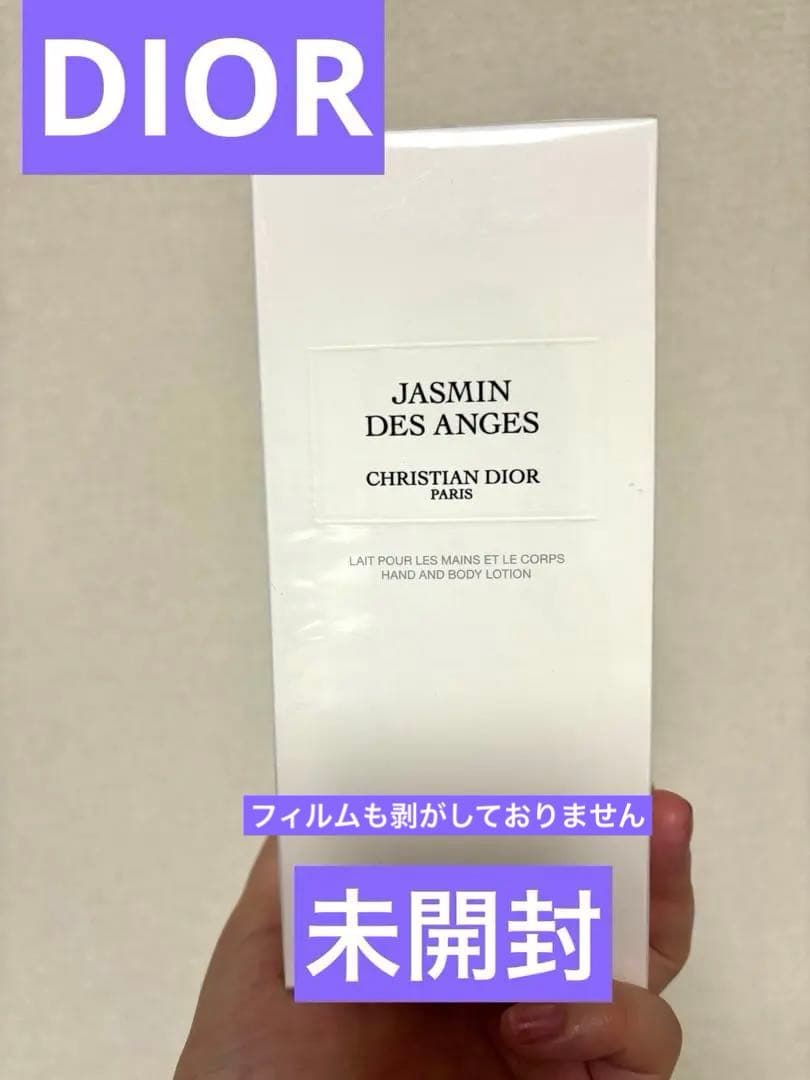 DIOR
JASMIN
DES ANGES
CHRISTIAN DIOR
PARIS
LAIT POUR LES MAINS ET LE CORPS
HAND AND BODY LOTION
フィルムも剥がしておりません
未開封